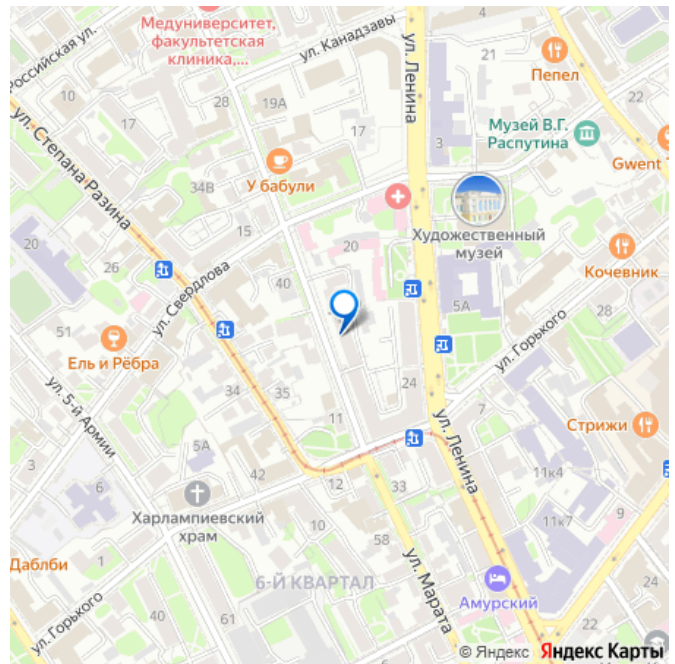 Медуниверситет,
факультетская
клиника,...
Российская ул.
ул. Канадзавы
ул. Ленина
21
Пепел
10
17
28
19А
17
3
22
Музей В.Г.
Распутина
ул. Степана Разина
У бабули
Gwent
34В
15
20
Художественный
музей
20
26
40
Кочевник
ул. Свердлова
5А
28
51
Ель и Рёбра
ул. Горького
34
35
24
ул. 5-й Армии
11
7
ул. Ленина
Стрижи
5А
3
42
12
33
11к4
Харлампиевский
храм
10
58
11к7
9
Даблби
6-Й КВАРТАЛ
ул. Марата
24
Амурский
40
61
22
ул. Горького
© Яндекс Яндекс Карты